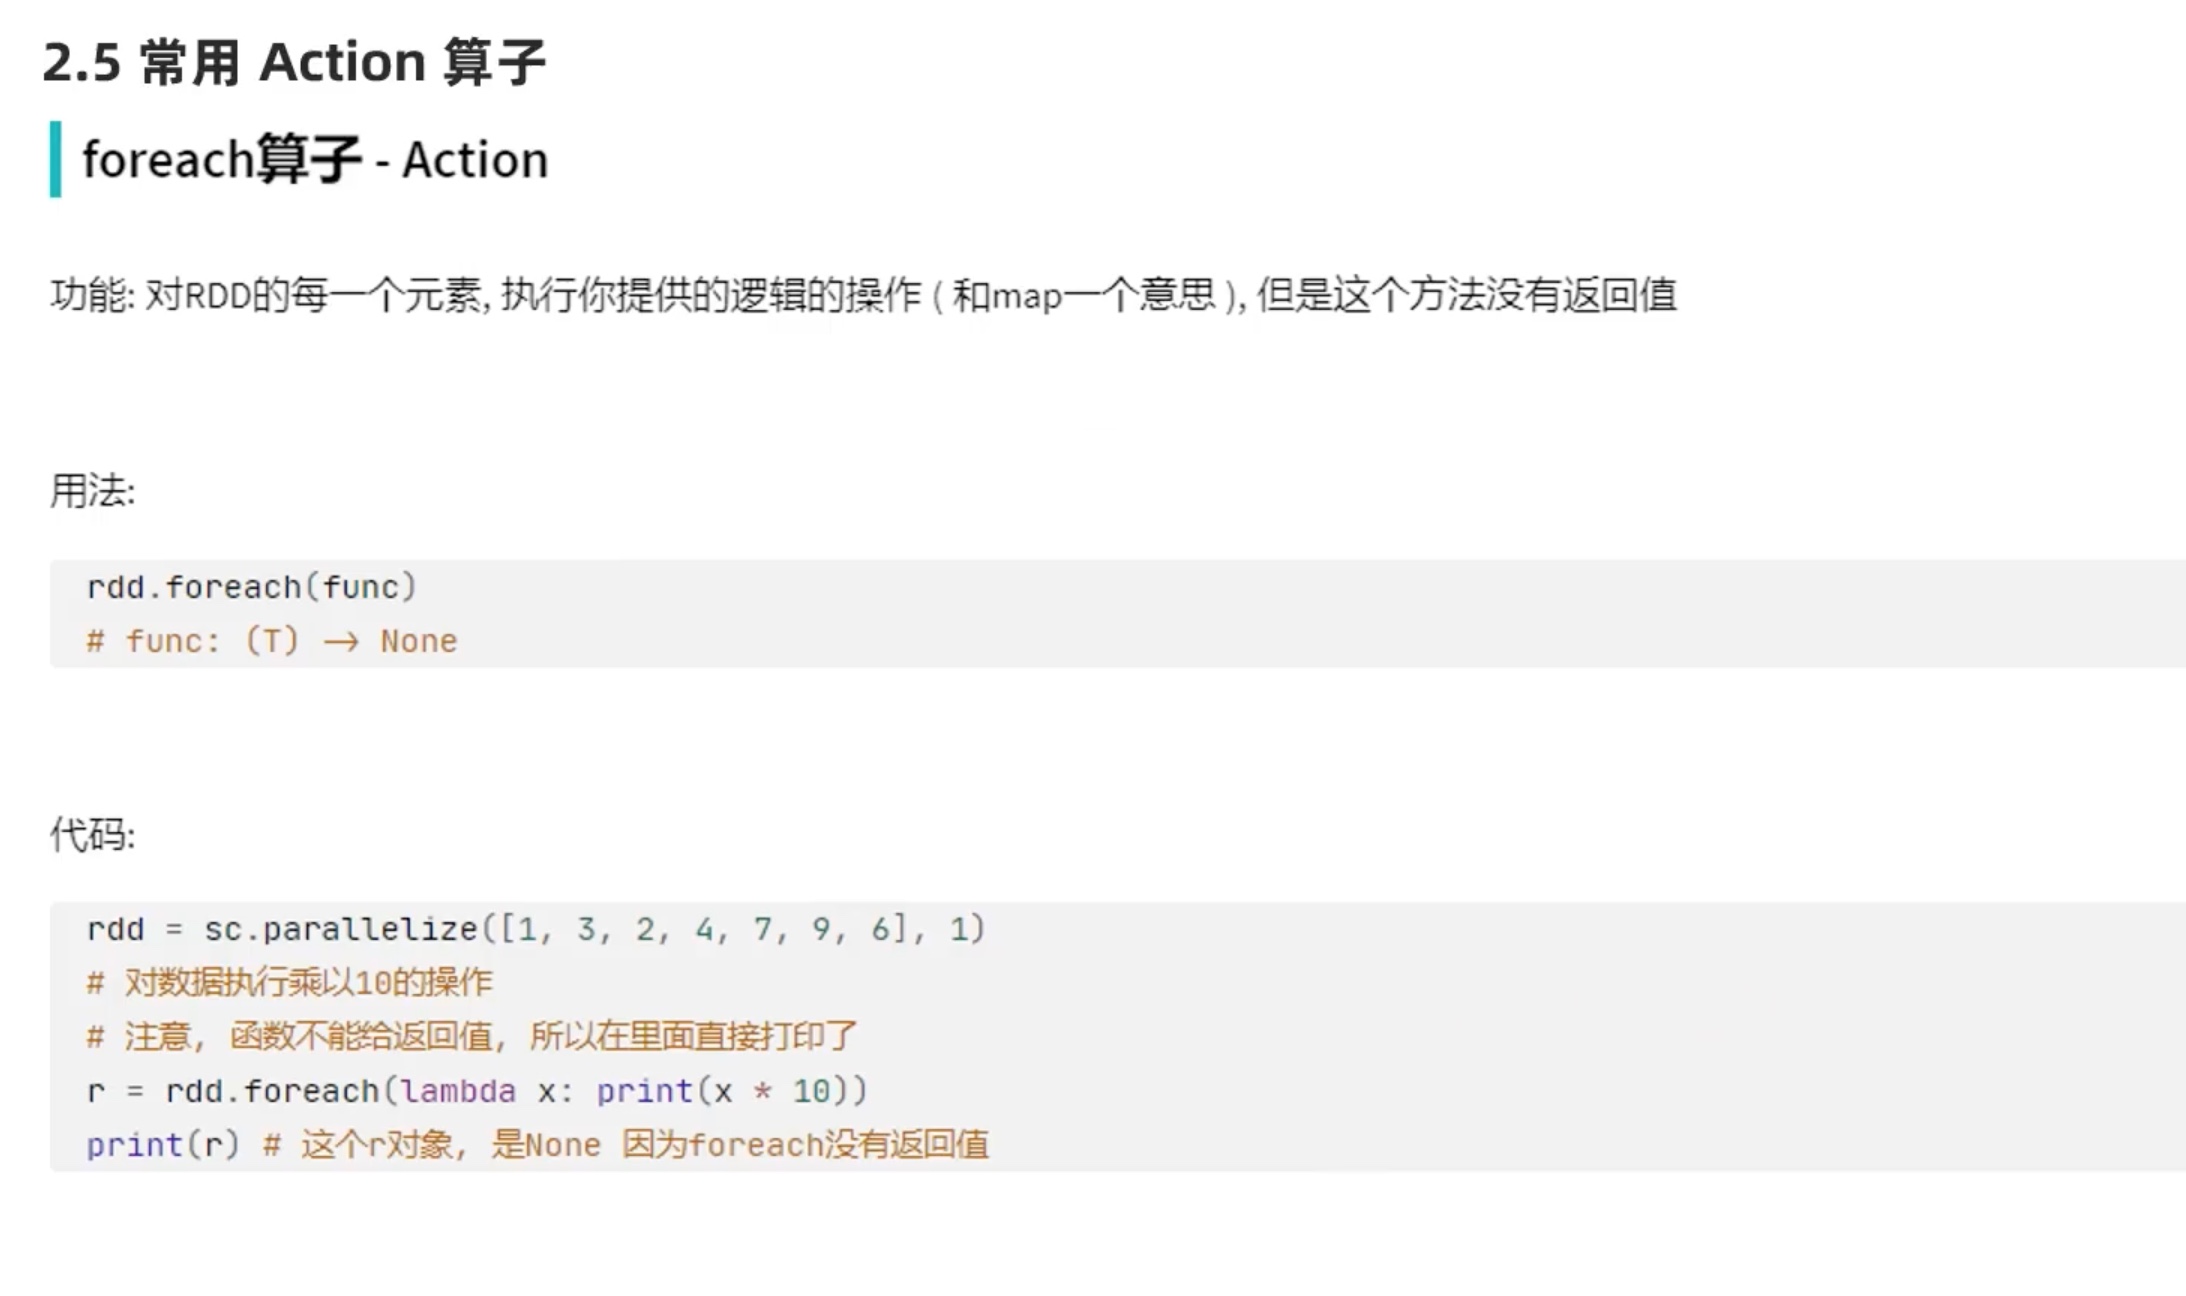 2.5 常用 Action 算子
foreach算子 - Action
功能: 对RDD的每一个元素, 执行你提供的逻辑的操作 ( 和map一个意思 ), 但是这个方法没有返回值
用法:
rdd.foreach(func)
# func: (T) → None
代码:
rdd = sc.parallelize([1, 3, 2, 4, 7, 9, 6], 1)
# 对数据执行乘以10的操作
# 注意, 函数不能给返回值, 所以在里面直接打印了
r = rdd.foreach(lambda x: print(x * 10))
print(r) # 这个r对象, 是None 因为foreach没有返回值